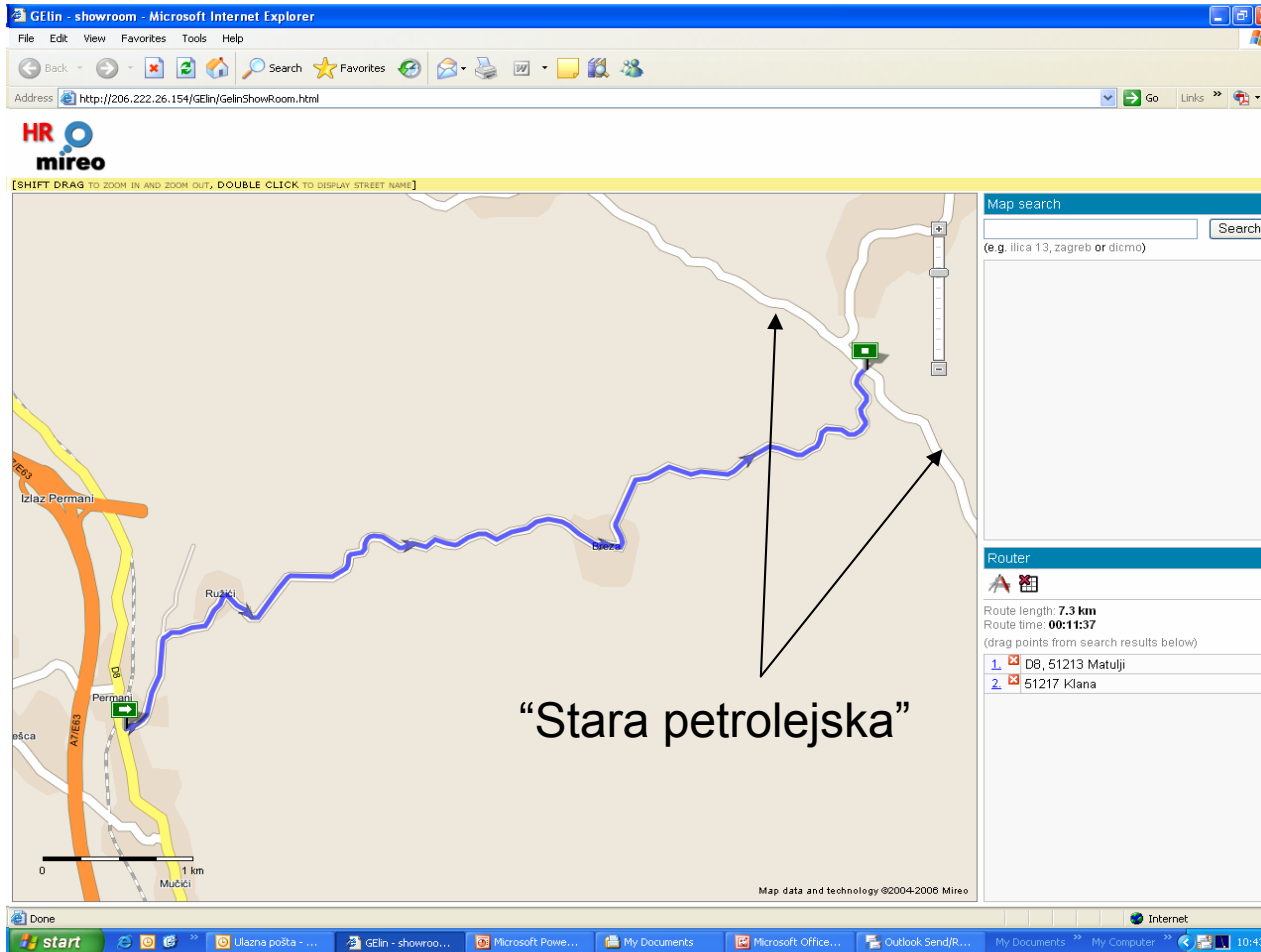 GElin - showroom - Microsoft Internet Explorer
File Edit View Favorites Tools Help
Back Search Favorites
Address http://206.222.26.154/GElin/GelinShowRoom.html Go Links »
HR
mireo
[SHIFT DRAG TO ZOOM IN AND ZOOM OUT, DOUBLE CLICK TO DISPLAY STREET NAME]
Map search
Search
(e.g. ilica 13, zagreb or dicmo)
E63
Izlaz Permani
Breza
Ružići
D8
Permani
A7/E63
ešca
Mučići
0 1 km
"Stara petrolejska"
Map data and technology ©2004-2006 Mireo
Router
Route length: 7.3 km
Route time: 00:11:37
(drag points from search results below)
1. D8, 51213 Matulji
2. 51217 Klana
Done Internet
start » Ulazna pošta - ... GElin - showroo... Microsoft Powe... My Documents Microsoft Office... Outlook Send/R... My Documents » My Computer »